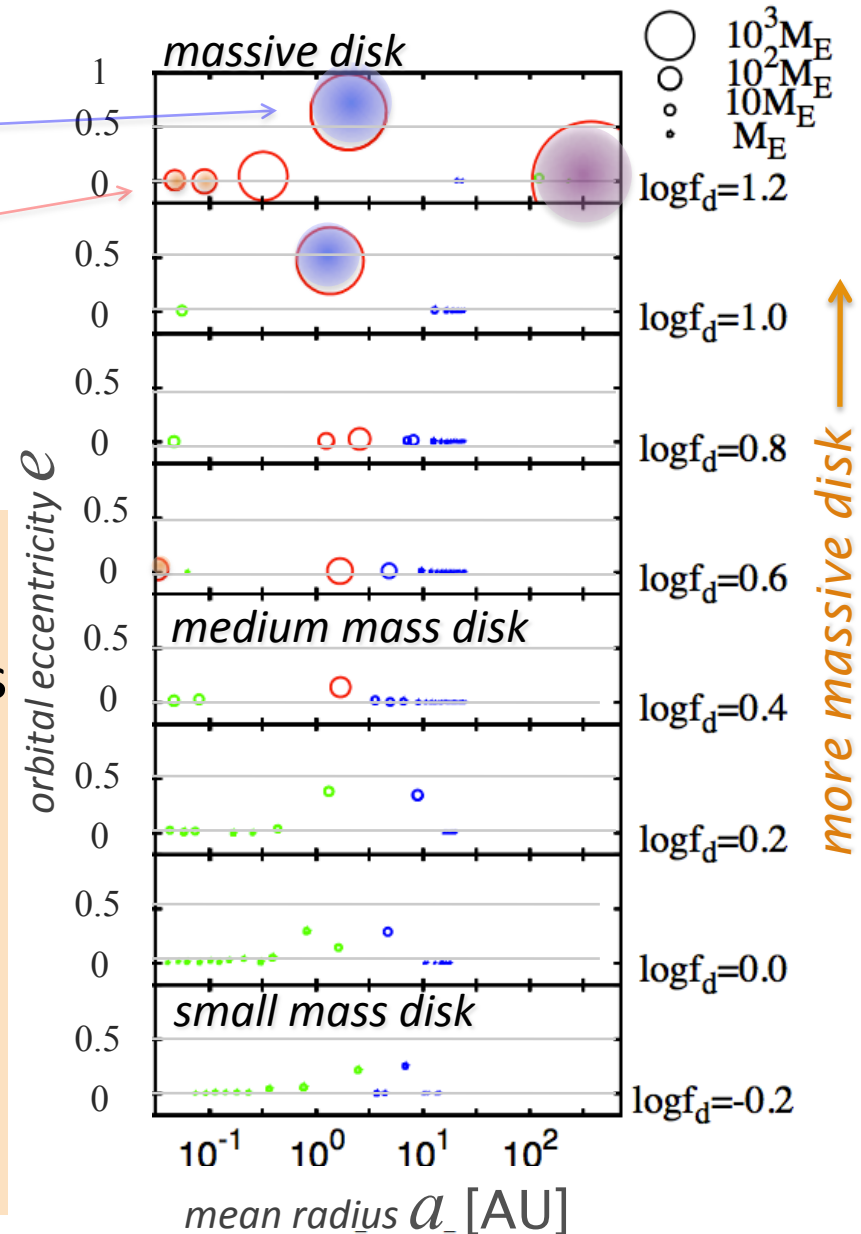 massive disk
10³M_E
10²M_E
10M_E
M_E
1
0.5
0
logf_d=1.2
0.5
0
logf_d=1.0
0.5
0
logf_d=0.8
0.5
0
logf_d=0.6
medium mass disk
0.5
0
logf_d=0.4
0.5
0
logf_d=0.2
0.5
0
logf_d=0.0
small mass disk
0.5
0
logf_d=-0.2
10⁻¹ 10⁰ 10¹ 10²
mean radius a [AU]
orbital eccentricity e
more massive disk
s